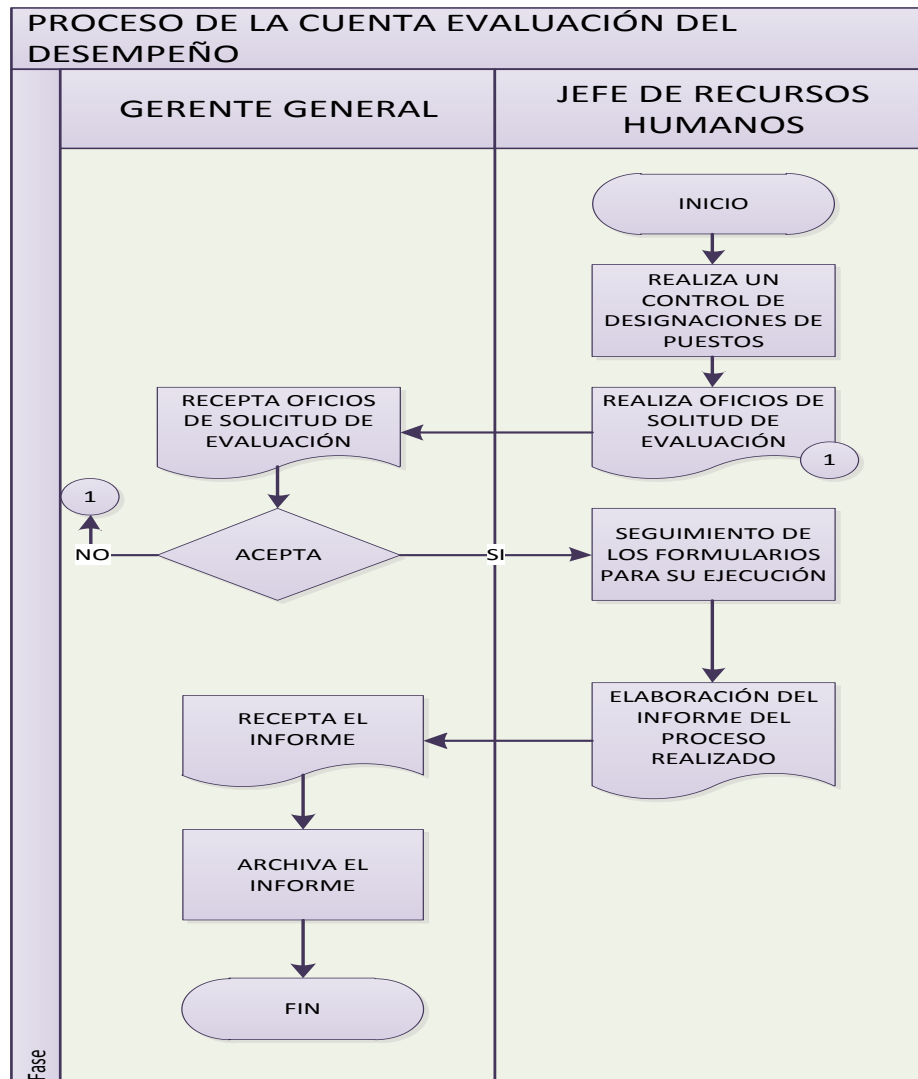 PROCESO DE LA CUENTA EVALUACIÓN DEL
DESEMPEÑO
GERENTE GENERAL
JEFE DE RECURSOS
HUMANOS
INICIO
REALIZA UN
CONTROL DE
DESIGNACIONES DE
PUESTOS
REALIZA OFICIOS DE
SOLITUD DE
EVALUACIÓN
1
RECEPTA OFICIOS
DE SOLICITUD DE
EVALUACIÓN
1
NO
ACEPTA
SI
SEGUIMIENTO DE
LOS FORMULARIOS
PARA SU EJECUCIÓN
ELABORACIÓN DEL
INFORME DEL
PROCESO
REALIZADO
RECEPTA EL
INFORME
ARCHIVA EL
INFORME
FIN
Fase